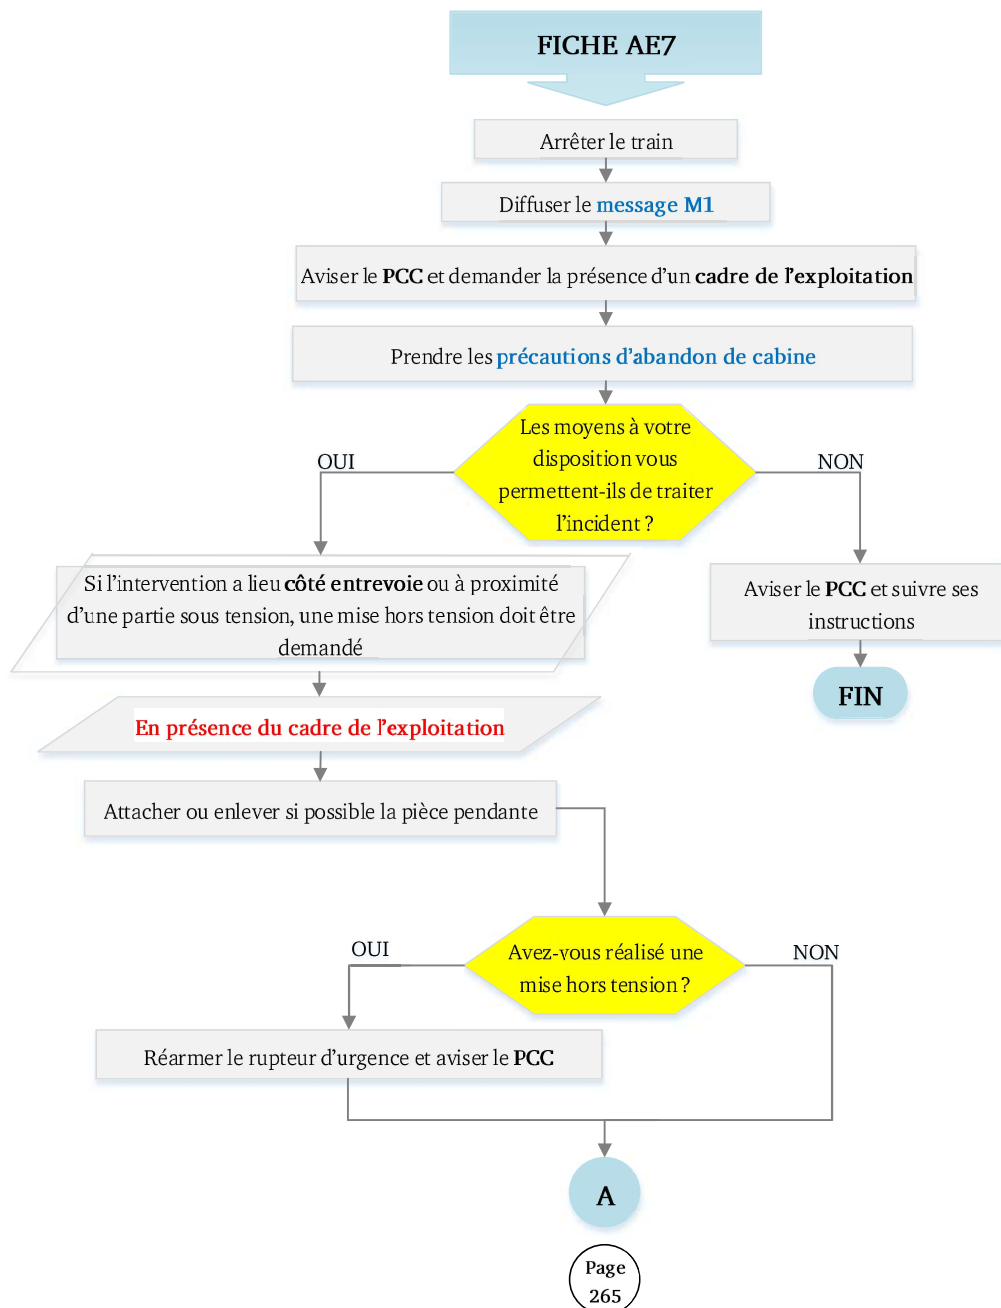 FICHE AE7
Arrêter le train
Diffuser le message M1
Aviser le PCC et demander la présence d'un cadre de l'exploitation
Prendre les précautions d'abandon de cabine
Les moyens à votre
disposition vous
permettent-ils de traiter
l'incident ?
OUI
NON
Si l'intervention a lieu côté entrevoie ou à proximité
d'une partie sous tension, une mise hors tension doit être
demandé
Aviser le PCC et suivre ses
instructions
FIN
En présence du cadre de l'exploitation
Attacher ou enlever si possible la pièce pendante
Avez-vous réalisé une
mise hors tension ?
OUI
NON
Réarmer le rupteur d'urgence et aviser le PCC
A
Page
265